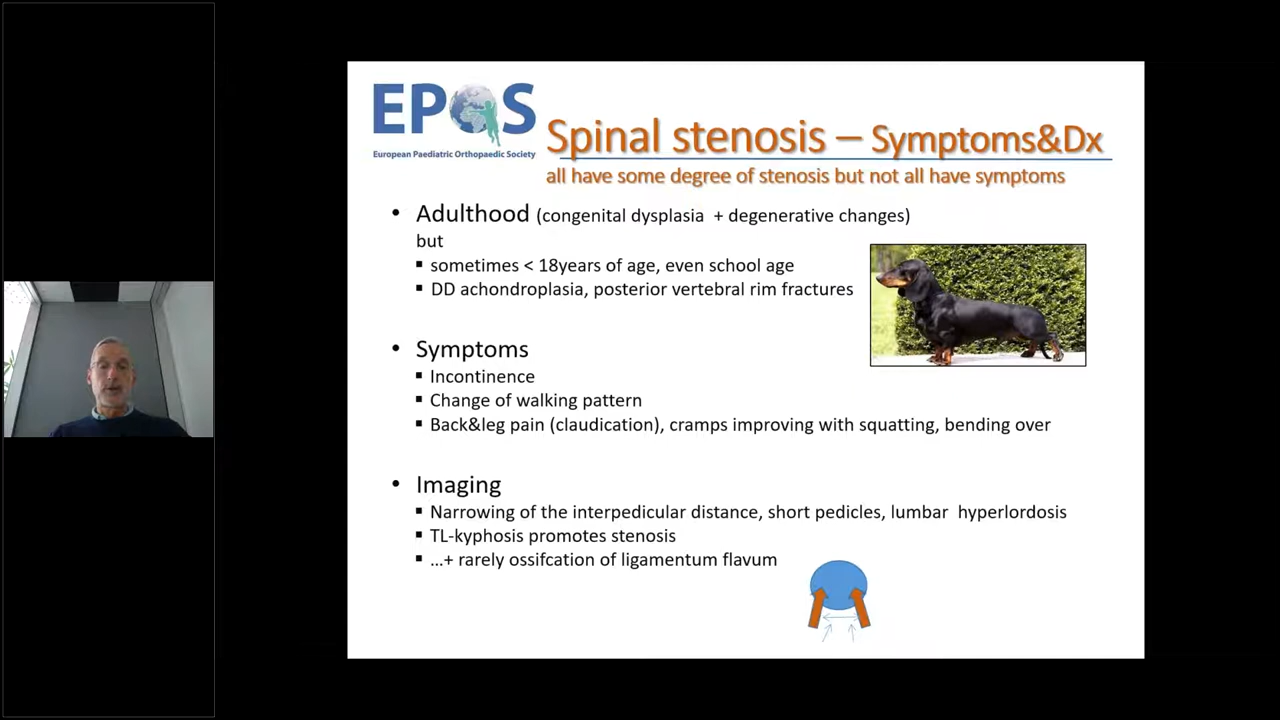 EPOS
European Paediatric Orthopaedic Society
Spinal stenosis – Symptoms&Dx
all have some degree of stenosis but not all have symptoms
• Adulthood (congenital dysplasia + degenerative changes)
but
▪ sometimes < 18years of age, even school age
▪ DD achondroplasia, posterior vertebral rim fractures
• Symptoms
▪ Incontinence
▪ Change of walking pattern
▪ Back&leg pain (claudication), cramps improving with squatting, bending over
• Imaging
▪ Narrowing of the interpedicular distance, short pedicles, lumbar hyperlordosis
▪ TL-kyphosis promotes stenosis
▪ …+ rarely ossifcation of ligamentum flavum